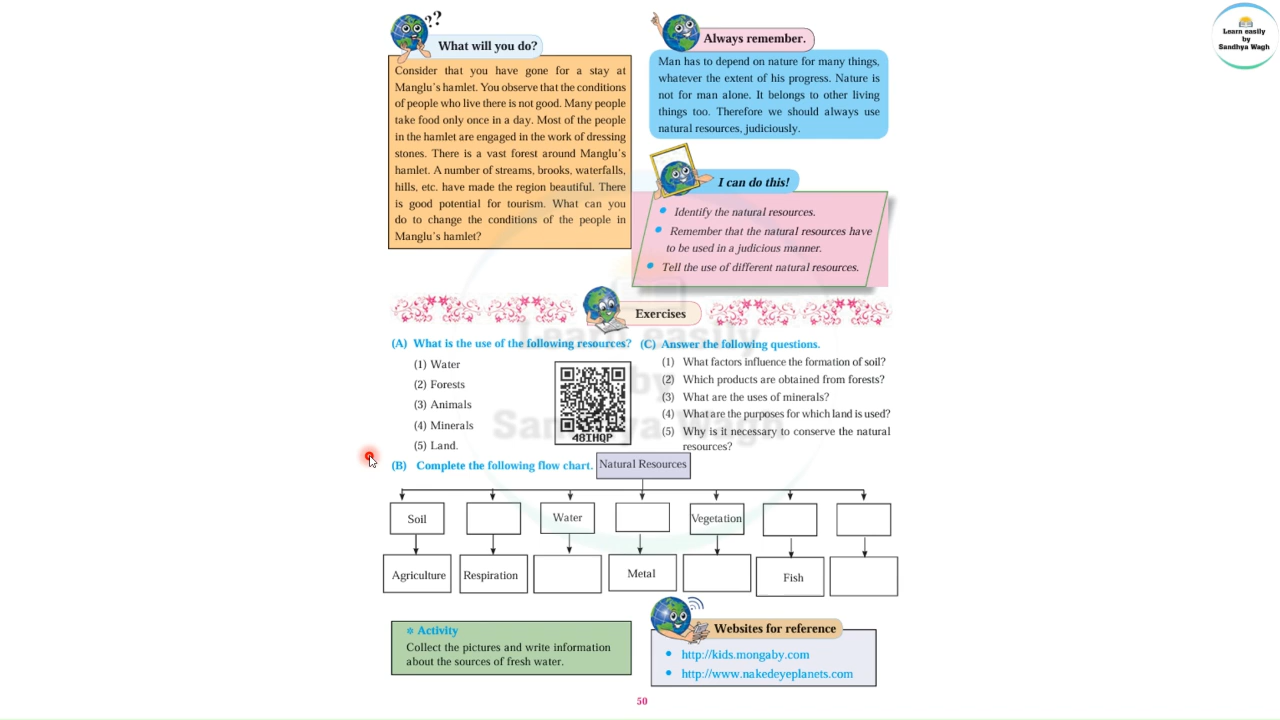 ??
What will you do?
Consider that you have gone for a stay at
Manglu's hamlet. You observe that the conditions
of people who live there is not good. Many people
take food only once in a day. Most of the people
in the hamlet are engaged in the work of dressing
stones. There is a vast forest around Manglu's
hamlet. A number of streams, brooks, waterfalls,
hills, etc. have made the region beautiful. There
is good potential for tourism. What can you
do to change the conditions of the people in
Manglu's hamlet?
Always remember.
Man has to depend on nature for many things,
whatever the extent of his progress. Nature is
not for man alone. It belongs to other living
things too. Therefore we should always use
natural resources, judiciously.
I can do this!
• Identify the natural resources.
• Remember that the natural resources have
to be used in a judicious manner.
• Tell the use of different natural resources.
Learn easily
by
Sandhya Wagh
Exercises
(A) What is the use of the following resources?
(1) Water
(2) Forests
(3) Animals
(4) Minerals
(5) Land.
48IHQP
(C) Answer the following questions.
(1) What factors influence the formation of soil?
(2) Which products are obtained from forests?
(3) What are the uses of minerals?
(4) What are the purposes for which land is used?
(5) Why is it necessary to conserve the natural
resources?
(B) Complete the following flow chart.
Natural Resources
Soil
Water
Vegetation
Agriculture
Respiration
Metal
Fish
* Activity
Collect the pictures and write information
about the sources of fresh water.
Websites for reference
• http://kids.mongaby.com
• http://www.nakedeyeplanets.com
50
Learn easily
by
Sandhya Wagh